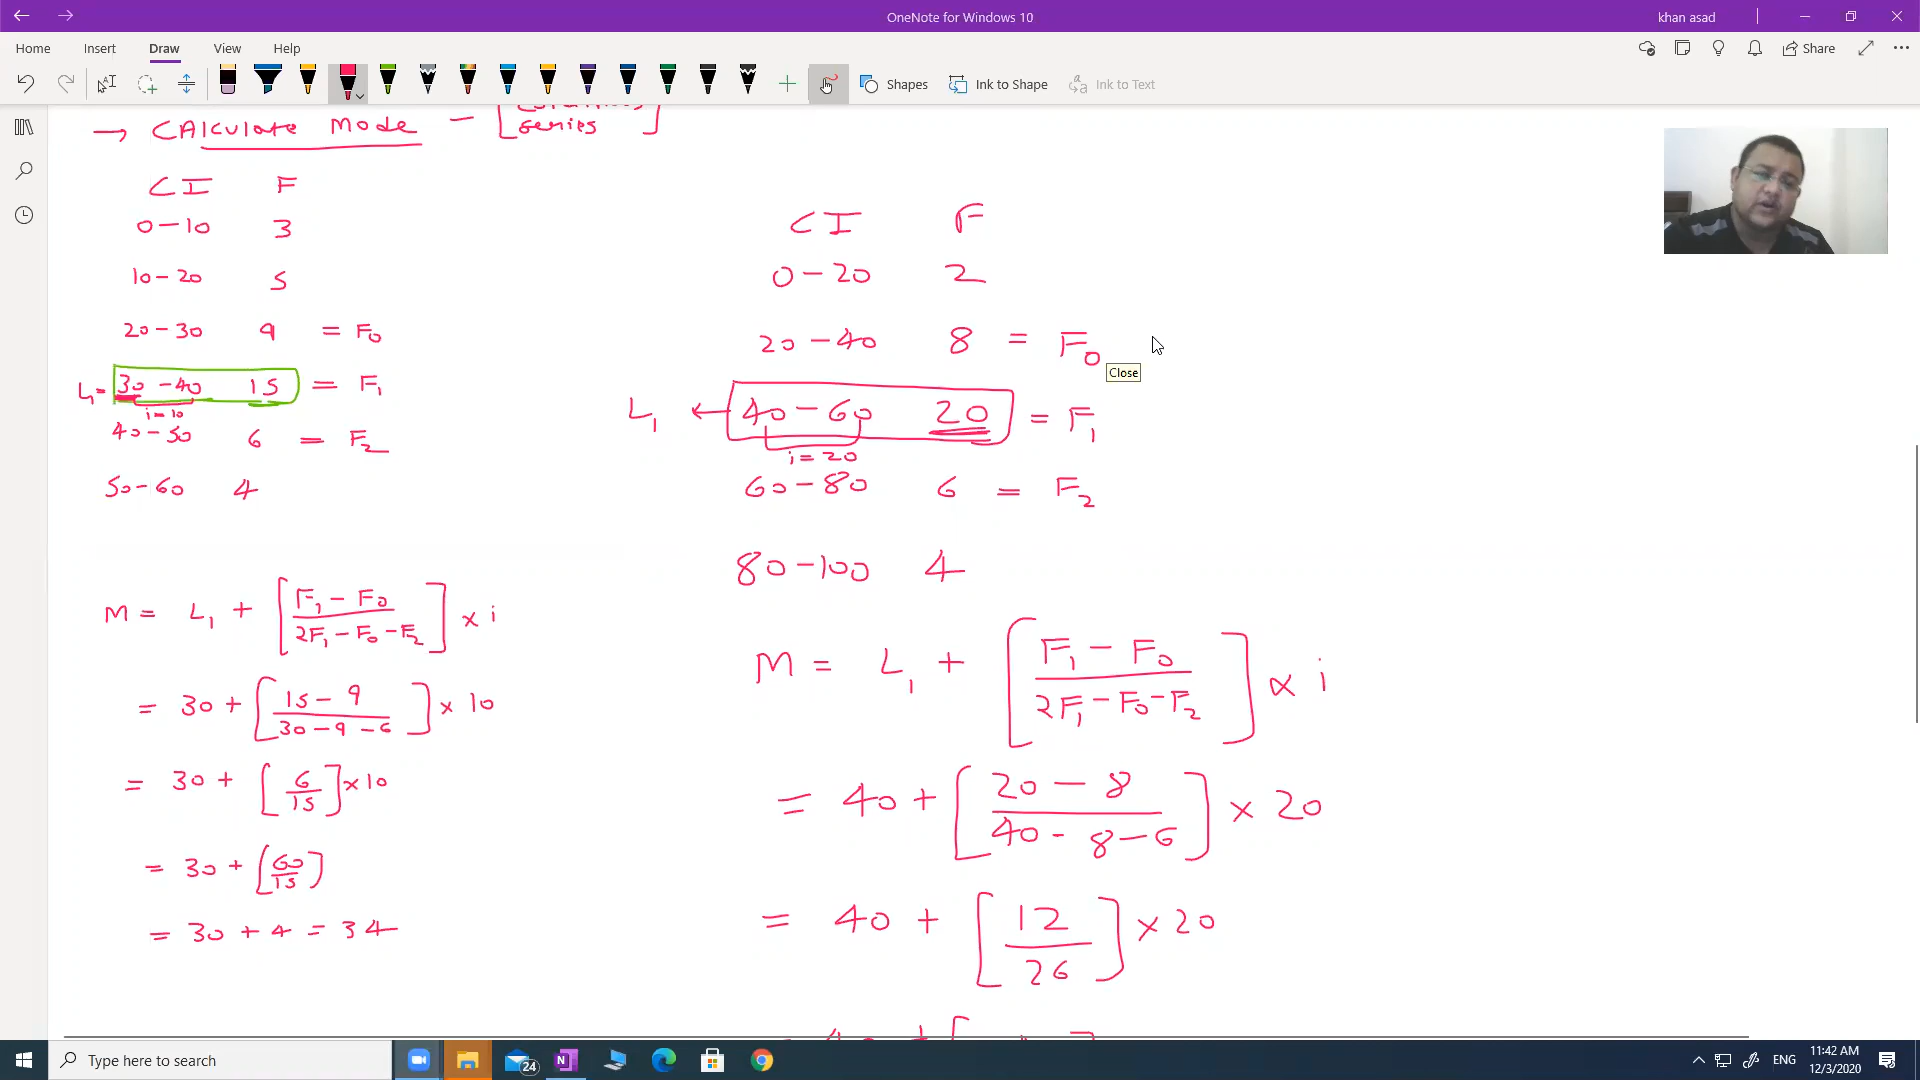 OneNote for Windows 10
khan asad
Home Insert Draw View Help
Share
Shapes Ink to Shape Ink to Text
→ CAlculate Mode - [ series ]
CI F
0-10 3
10-20 5
20-30 9 = F₀
L₁= 30-40 15 = F₁
i=10
40-50 6 = F₂
50-60 4
M = L₁ + [ F₁ - F₀ / 2F₁ - F₀ - F₂ ] × i
= 30 + [ 15 - 9 / 30 - 9 - 6 ] × 10
= 30 + [ 6 / 15 ] × 10
= 30 + ( 60 / 15 )
= 30 + 4 = 34
CI F
0-20 2
20-40 8 = F₀
Close
L₁ ← 40-60 20 = F₁
i=20
60-80 6 = F₂
80-100 4
M = L₁ + [ F₁ - F₀ / 2F₁ - F₀ - F₂ ] × i
= 40 + [ 20 - 8 / 40 - 8 - 6 ] × 20
= 40 + [ 12 / 26 ] × 20
Type here to search
24
ENG
11:42 AM
12/3/2020